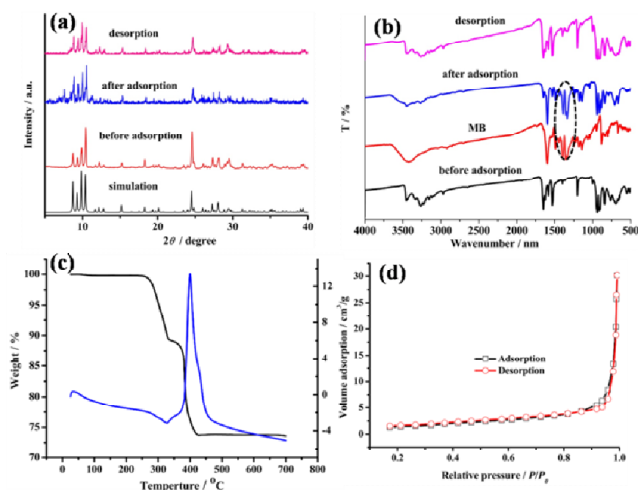 (a)
desorption
after adsorption
before adsorption
simulation
Intensity / a.u.
10 20 30 40
2θ / degree
(b)
desorption
after adsorption
MB
before adsorption
T / %
4000 3500 3000 2500 2000 1500 1000 500
Wavenumber / nm
(c)
100
95
90
85
80
75
70
Weight / %
12
8
4
0
-4
0 100 200 300 400 500 600 700 800
Temperture / °C
(d)
30
25
20
15
10
5
0
Volume adsorption / cm³/g
Adsorption
Desorption
0.2 0.4 0.6 0.8 1.0
Relative pressure / P/P₀